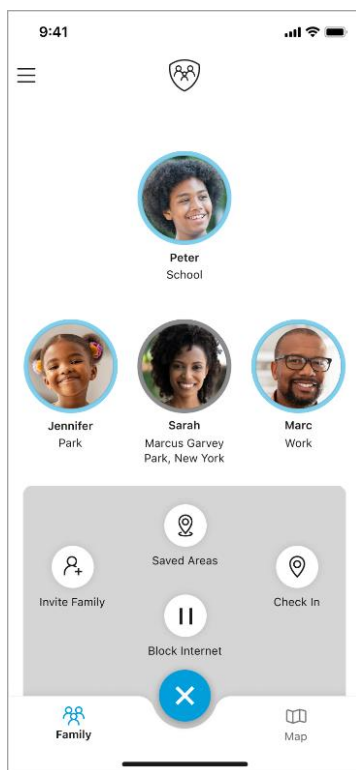 9:41
Peter
School
Jennifer
Park
Sarah
Marcus Garvey
Park, New York
Marc
Work
Saved Areas
Invite Family
Check In
Block Internet
Family
Map